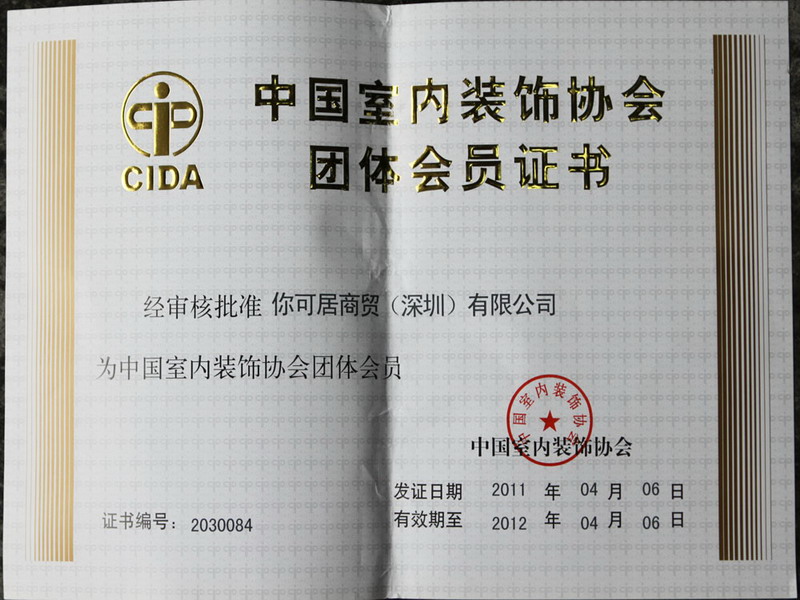 CIDA
中国室内装饰协会
团体会员证书
经审核批准 你可居商贸（深圳）有限公司
为中国室内装饰协会团体会员
中国室内装饰协会
中国室内装饰协会
发证日期 2011 年 04 月 06 日
证书编号： 2030084
有效期至 2012 年 04 月 06 日